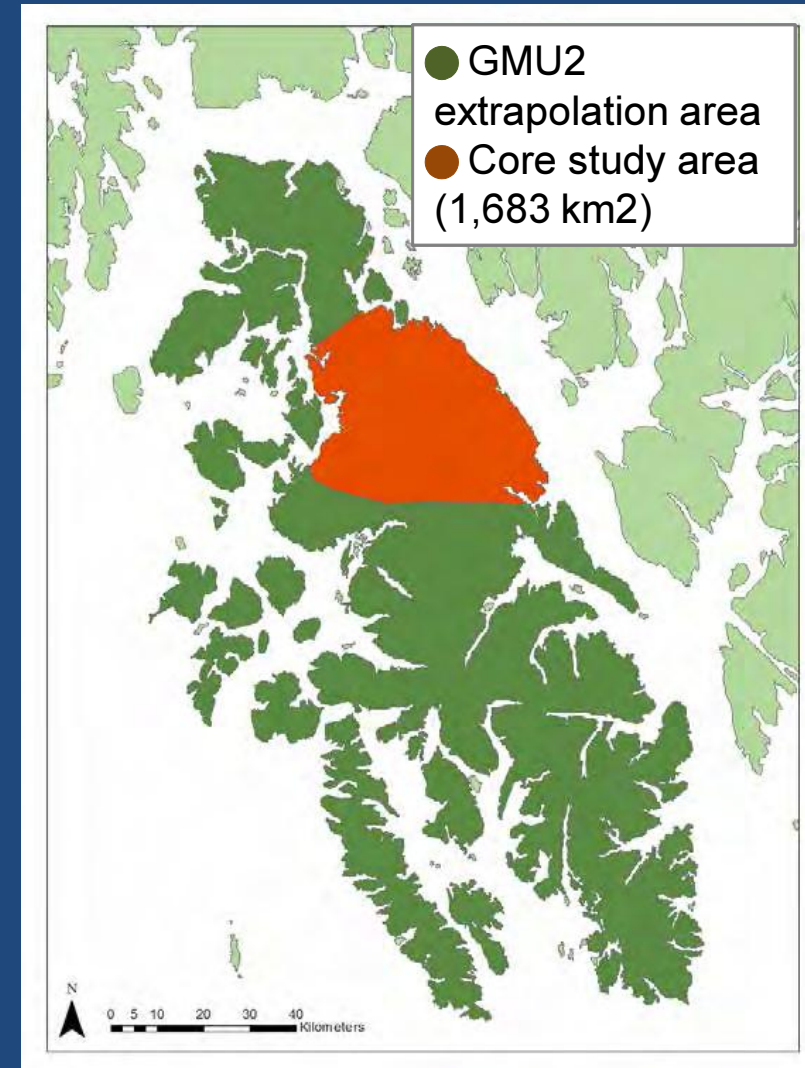 GMU2
extrapolation area
Core study area
(1,683 km2)
N
0 5 10 20 30 40
Kilometers